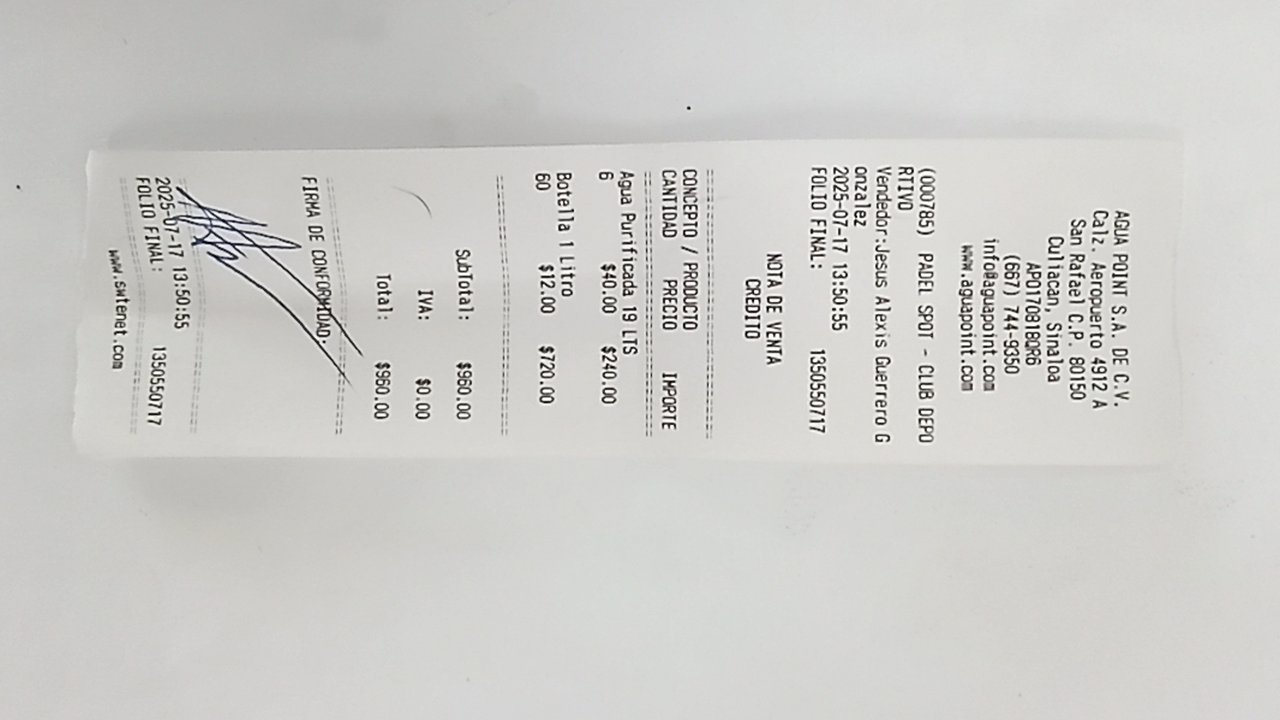 AGUA POINT S.A. DE C.V.
Calz. Aeropuerto 4912 A
San Rafael C.P. 80150
Culiacan, Sinaloa
APO170818QR6
(667) 744-9350
info@aguapoint.com
www.aguapoint.com
(000785) PADEL SPOT - CLUB DEPO
RTIVO
Vendedor:Jesus Alexis Guerrero G
onzalez
2025-07-17 13:50:55
FOLIO FINAL: 1350550717
NOTA DE VENTA
CREDITO
CONCEPTO / PRODUCTO
CANTIDAD PRECIO IMPORTE
Agua Purificada 19 LTS
6 $40.00 $240.00
Botella 1 Litro
60 $12.00 $720.00
SubTotal: $960.00
IVA: $0.00
Total: $960.00
FIRMA DE CONFORMIDAD.
2025-07-17 13:50:55
FOLIO FINAL: 1350550717
www.swtenet.com